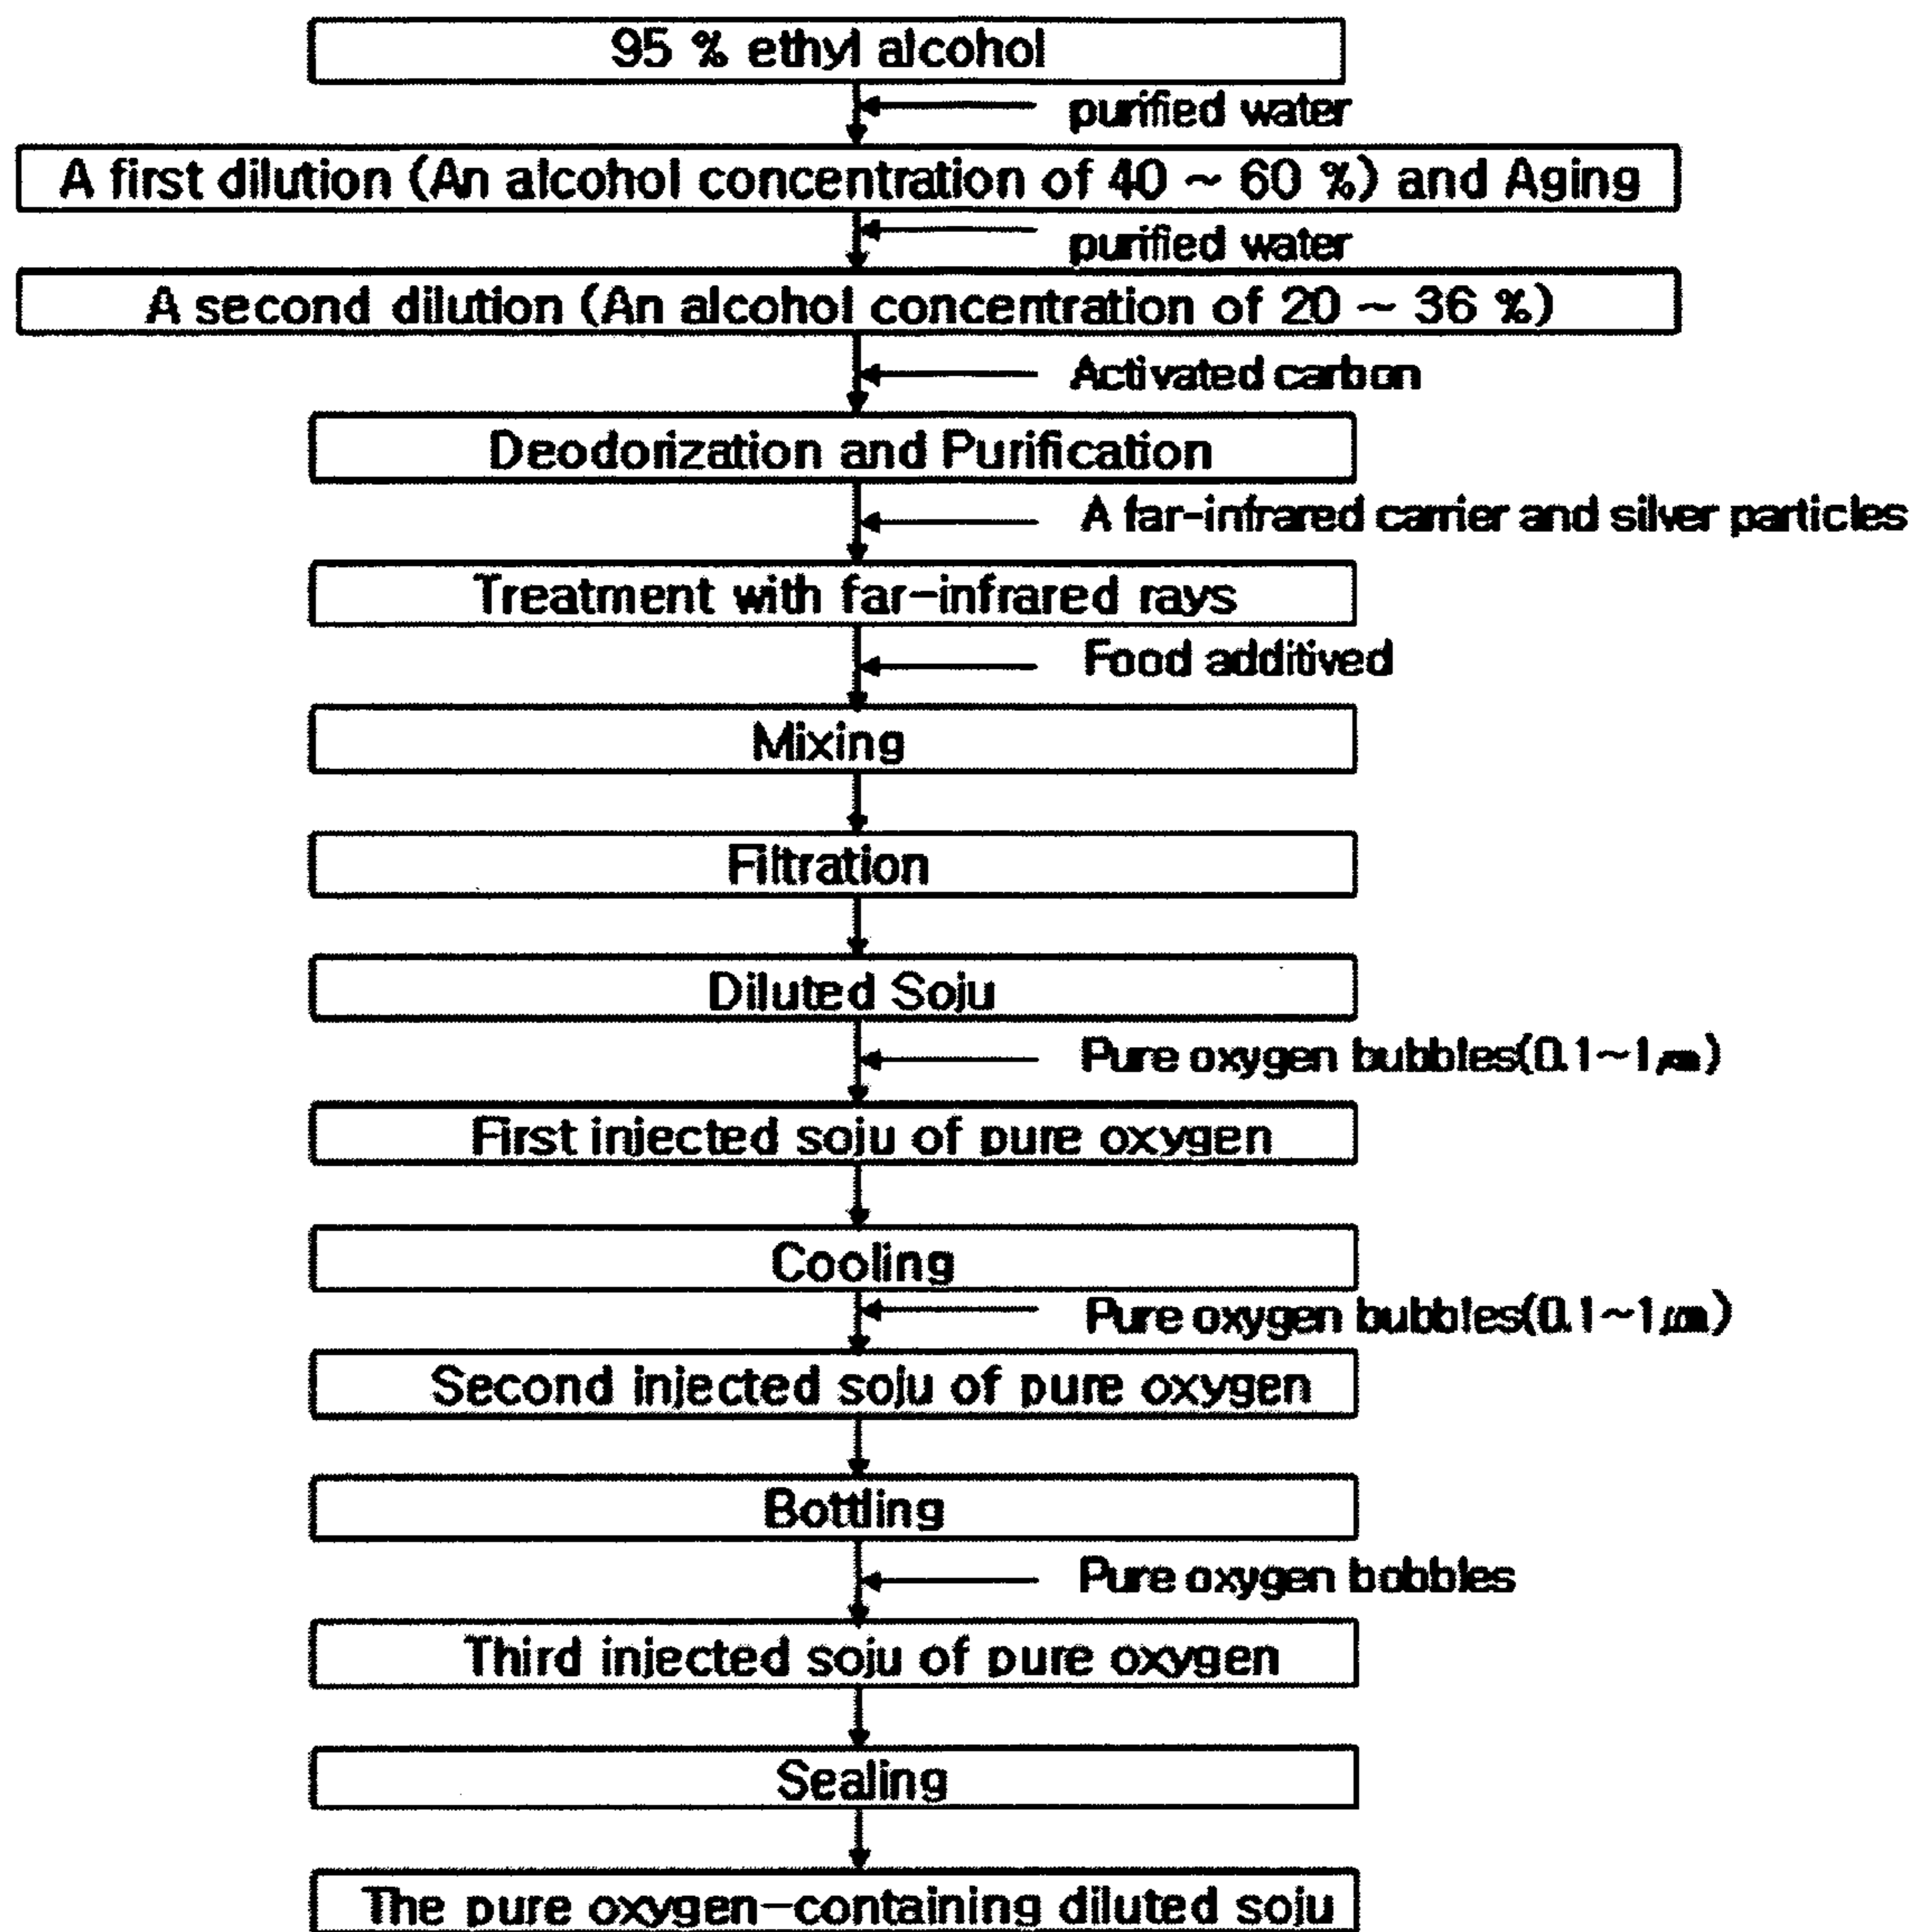 95 % ethyl alcohol
purified water
A first dilution (An alcohol concentration of 40 ~ 60 %) and Aging
purified water
A second dilution (An alcohol concentration of 20 ~ 36 %)
Activated carbon
Deodorization and Purification
A far-infrared carrier and silver particles
Treatment with far-infrared rays
Food additived
Mixing
Filtration
Diluted Soju
Pure oxygen bubbles(0.1~1㎛)
First injected soju of pure oxygen
Cooling
Pure oxygen bubbles(0.1~1㎛)
Second injected soju of pure oxygen
Bottling
Pure oxygen bobbles
Third injected soju of pure oxygen
Sealing
The pure oxygen-containing diluted soju